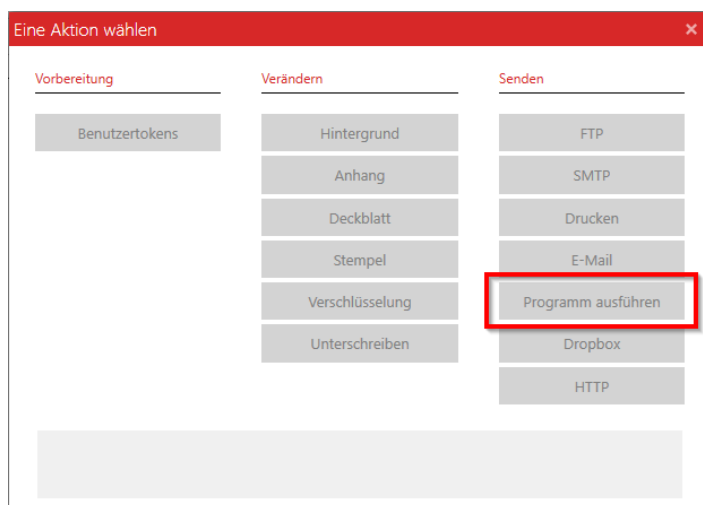 Eine Aktion wählen
Vorbereitung
Benutzertokens
Verändern
Hintergrund
Anhang
Deckblatt
Stempel
Verschlüsselung
Unterschreiben
Senden
FTP
SMTP
Drucken
E-Mail
Programm ausführen
Dropbox
HTTP